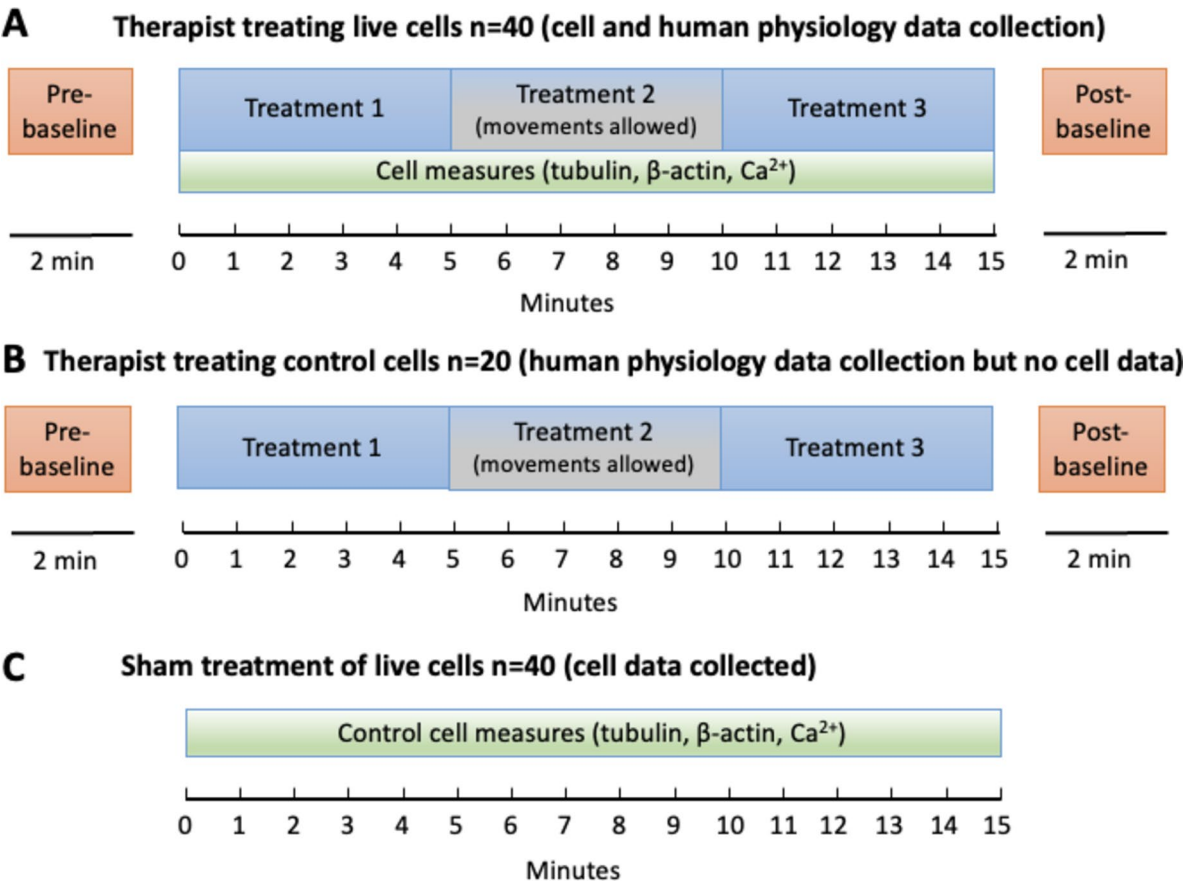 A Therapist treating live cells n=40 (cell and human physiology data collection)
Pre-
baseline
Treatment 1
Treatment 2
(movements allowed)
Treatment 3
Post-
baseline
Cell measures (tubulin, β-actin, Ca²⁺)
2 min
0 1 2 3 4 5 6 7 8 9 10 11 12 13 14 15
2 min
Minutes
B Therapist treating control cells n=20 (human physiology data collection but no cell data)
Pre-
baseline
Treatment 1
Treatment 2
(movements allowed)
Treatment 3
Post-
baseline
2 min
0 1 2 3 4 5 6 7 8 9 10 11 12 13 14 15
2 min
Minutes
C Sham treatment of live cells n=40 (cell data collected)
Control cell measures (tubulin, β-actin, Ca²⁺)
0 1 2 3 4 5 6 7 8 9 10 11 12 13 14 15
Minutes